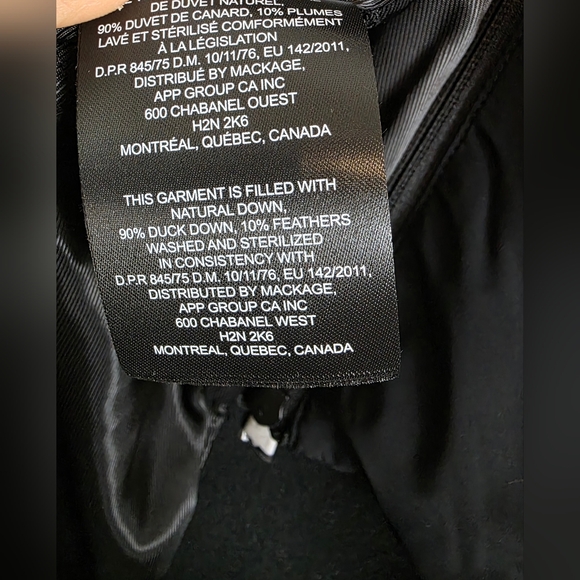 DE DUVET NATUREL,
90% DUVET DE CANARD, 10% PLUMES
LAVÉ ET STÉRILISÉ COMFORMÉMENT
À LA LÉGISLATION
D.P.R 845/75 D.M. 10/11/76, EU 142/2011,
DISTRIBUÉ BY MACKAGE,
APP GROUP CA INC
600 CHABANEL OUEST
H2N 2K6
MONTRÉAL, QUÉBEC, CANADA
THIS GARMENT IS FILLED WITH
NATURAL DOWN,
90% DUCK DOWN, 10% FEATHERS
WASHED AND STERILIZED
IN CONSISTENCY WITH
D.P.R 845/75 D.M. 10/11/76, EU 142/2011,
DISTRIBUTED BY MACKAGE,
APP GROUP CA INC
600 CHABANEL WEST
H2N 2K6
MONTREAL, QUEBEC, CANADA